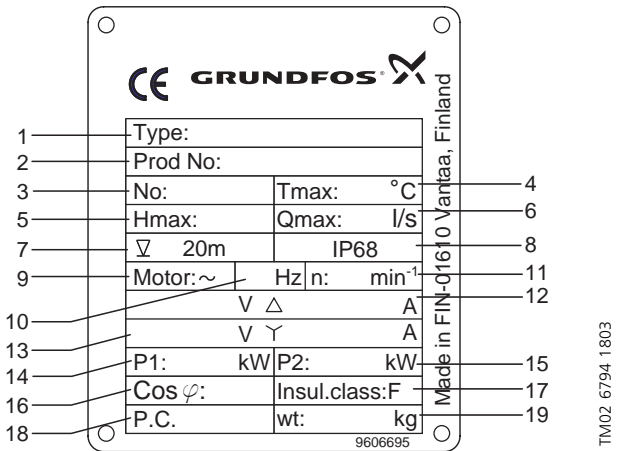 CE GRUNDFOS
1 Type:
2 Prod No:
3 No: Tmax: °C 4
5 Hmax: Qmax: l/s 6
7 20m IP68 8
9 Motor:~ Hz n: min-1 11
10 V △ A 12
13 V Y A
14 P1: kW P2: kW 15
16 Cos φ: Insul.class:F 17
18 P.C. wt: kg 19
9606695
Made in FIN-01610 Vantaa, Finland
TM02 6794 1803